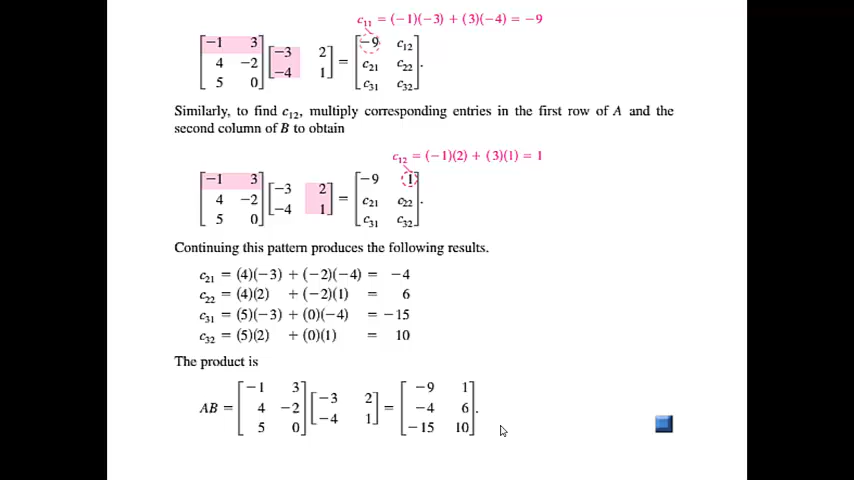 c₁₁ = (−1)(−3) + (3)(−4) = −9
[−1 3] [−3 2] = [−9 c₁₂]
[4 −2] [−4 1] [c₂₁ c₂₂].
[5 0] [c₃₁ c₃₂]
Similarly, to find c₁₂, multiply corresponding entries in the first row of A and the
second column of B to obtain
c₁₂ = (−1)(2) + (3)(1) = 1
[−1 3] [−3 2] = [−9 1]
[4 −2] [−4 1] [c₂₁ c₂₂].
[5 0] [c₃₁ c₃₂]
Continuing this pattern produces the following results.
c₂₁ = (4)(−3) + (−2)(−4) = −4
c₂₂ = (4)(2) + (−2)(1) = 6
c₃₁ = (5)(−3) + (0)(−4) = −15
c₃₂ = (5)(2) + (0)(1) = 10
The product is
[−1 3] [−3 2] [−9 1]
AB = [4 −2] [−4 1] = [−4 6].
[5 0] [−15 10]